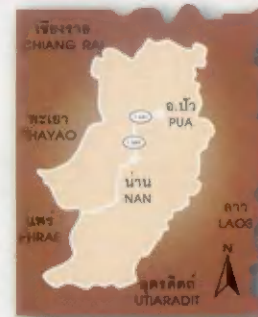 เชียงราย
CHIANG RAI
อ.ปัว
PUA
พะเยา
PHAYAO
น่าน
NAN
ลาว
LAOS
แพร่
PHRAE
N
อุตรดิตถ์
UTTARADIT